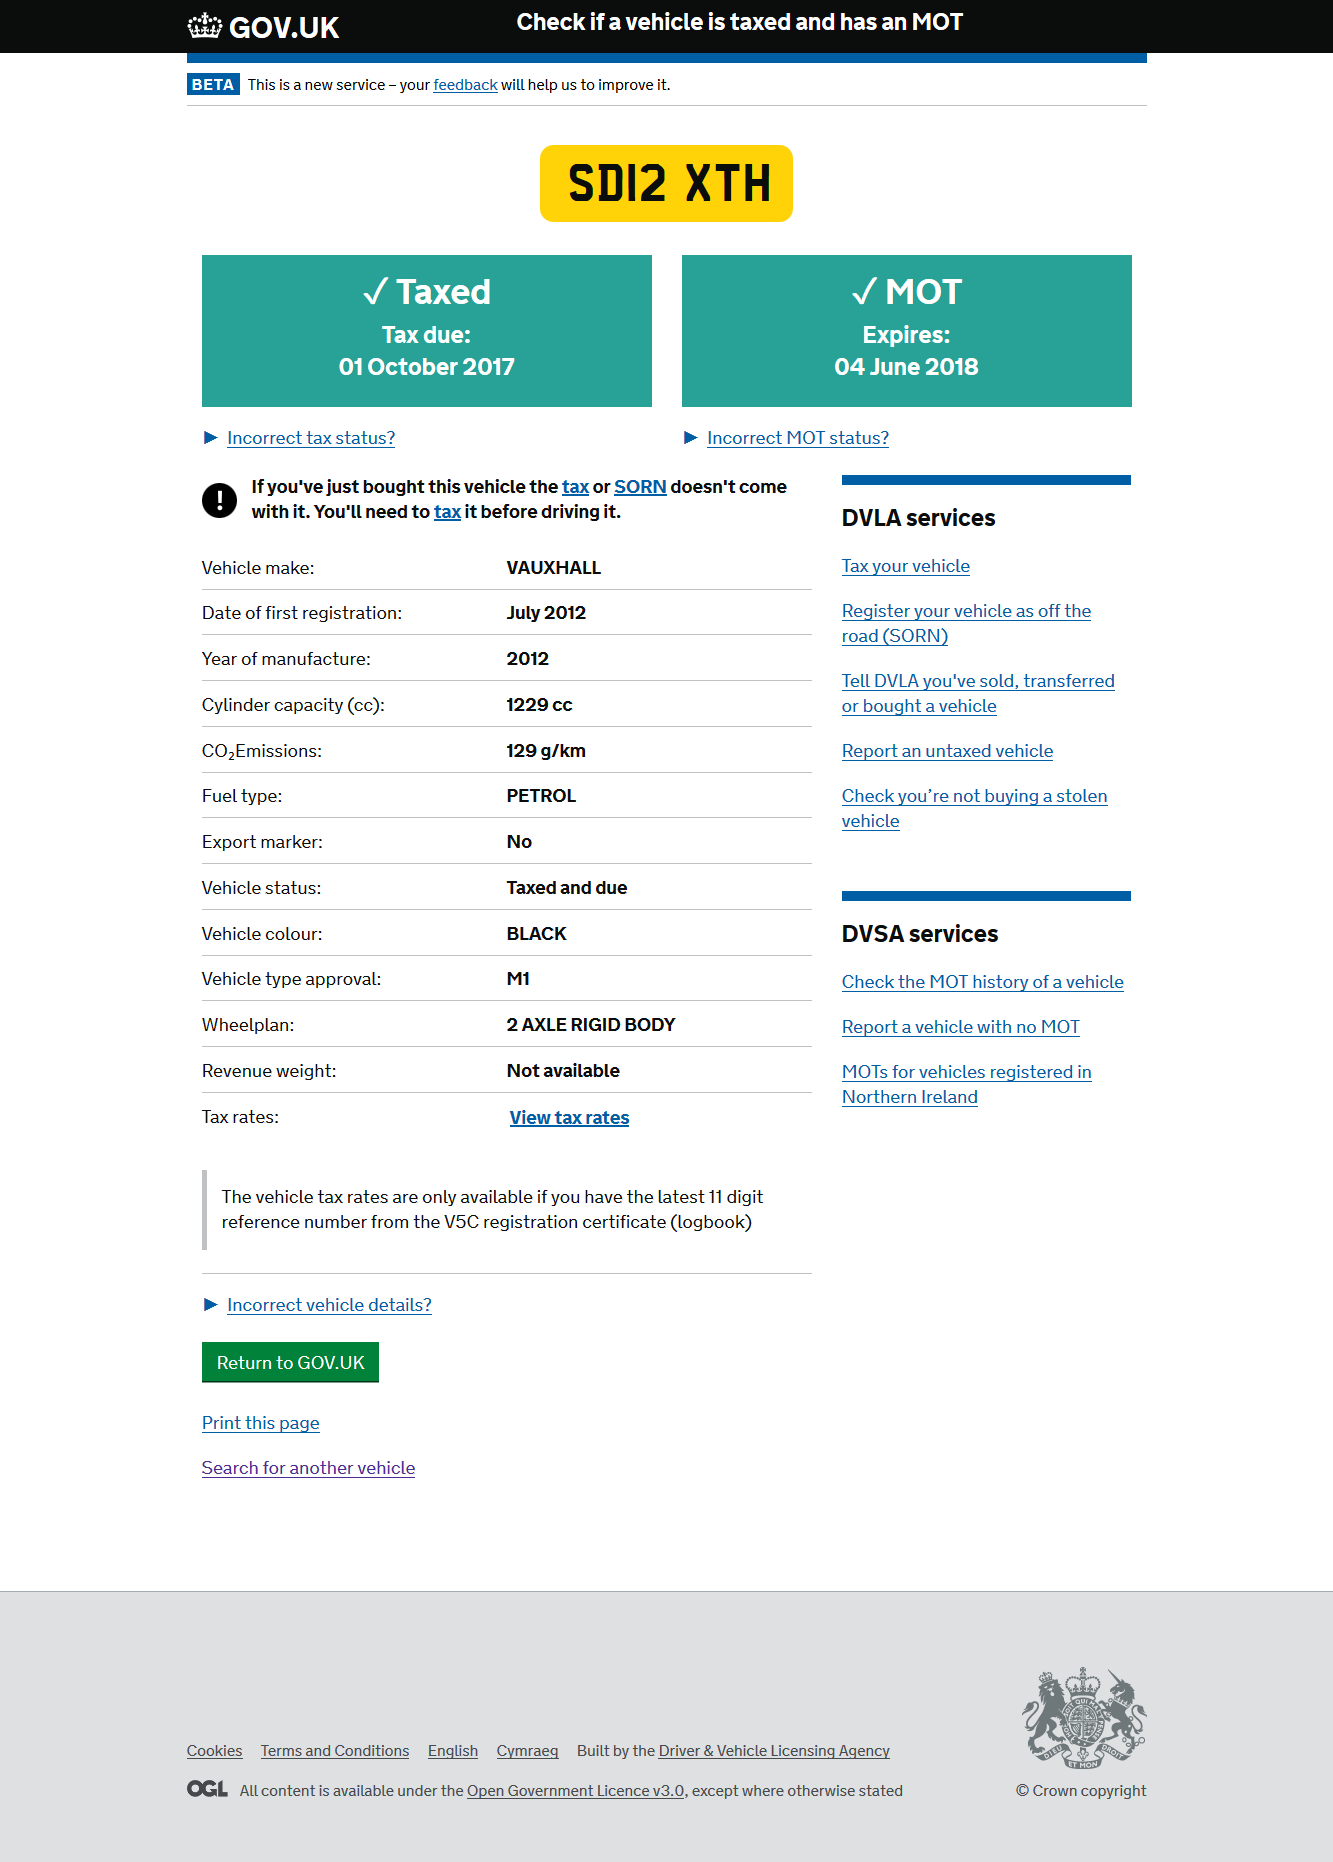 GOV.UK
Check if a vehicle is taxed and has an MOT
BETA This is a new service – your feedback will help us to improve it.
SD12 XTH
✓ Taxed
Tax due:
01 October 2017
✓ MOT
Expires:
04 June 2018
► Incorrect tax status?
► Incorrect MOT status?
! If you've just bought this vehicle the tax or SORN doesn't come
with it. You'll need to tax it before driving it.
Vehicle make: VAUXHALL
Date of first registration: July 2012
Year of manufacture: 2012
Cylinder capacity (cc): 1229 cc
CO₂Emissions: 129 g/km
Fuel type: PETROL
Export marker: No
Vehicle status: Taxed and due
Vehicle colour: BLACK
Vehicle type approval: M1
Wheelplan: 2 AXLE RIGID BODY
Revenue weight: Not available
Tax rates: View tax rates
The vehicle tax rates are only available if you have the latest 11 digit
reference number from the V5C registration certificate (logbook)
► Incorrect vehicle details?
Return to GOV.UK
Print this page
Search for another vehicle
DVLA services
Tax your vehicle
Register your vehicle as off the
road (SORN)
Tell DVLA you've sold, transferred
or bought a vehicle
Report an untaxed vehicle
Check you’re not buying a stolen
vehicle
DVSA services
Check the MOT history of a vehicle
Report a vehicle with no MOT
MOTs for vehicles registered in
Northern Ireland
Cookies Terms and Conditions English Cymraeg Built by the Driver & Vehicle Licensing Agency
OGL All content is available under the Open Government Licence v3.0, except where otherwise stated
DIEU ET MON DROIT
© Crown copyright